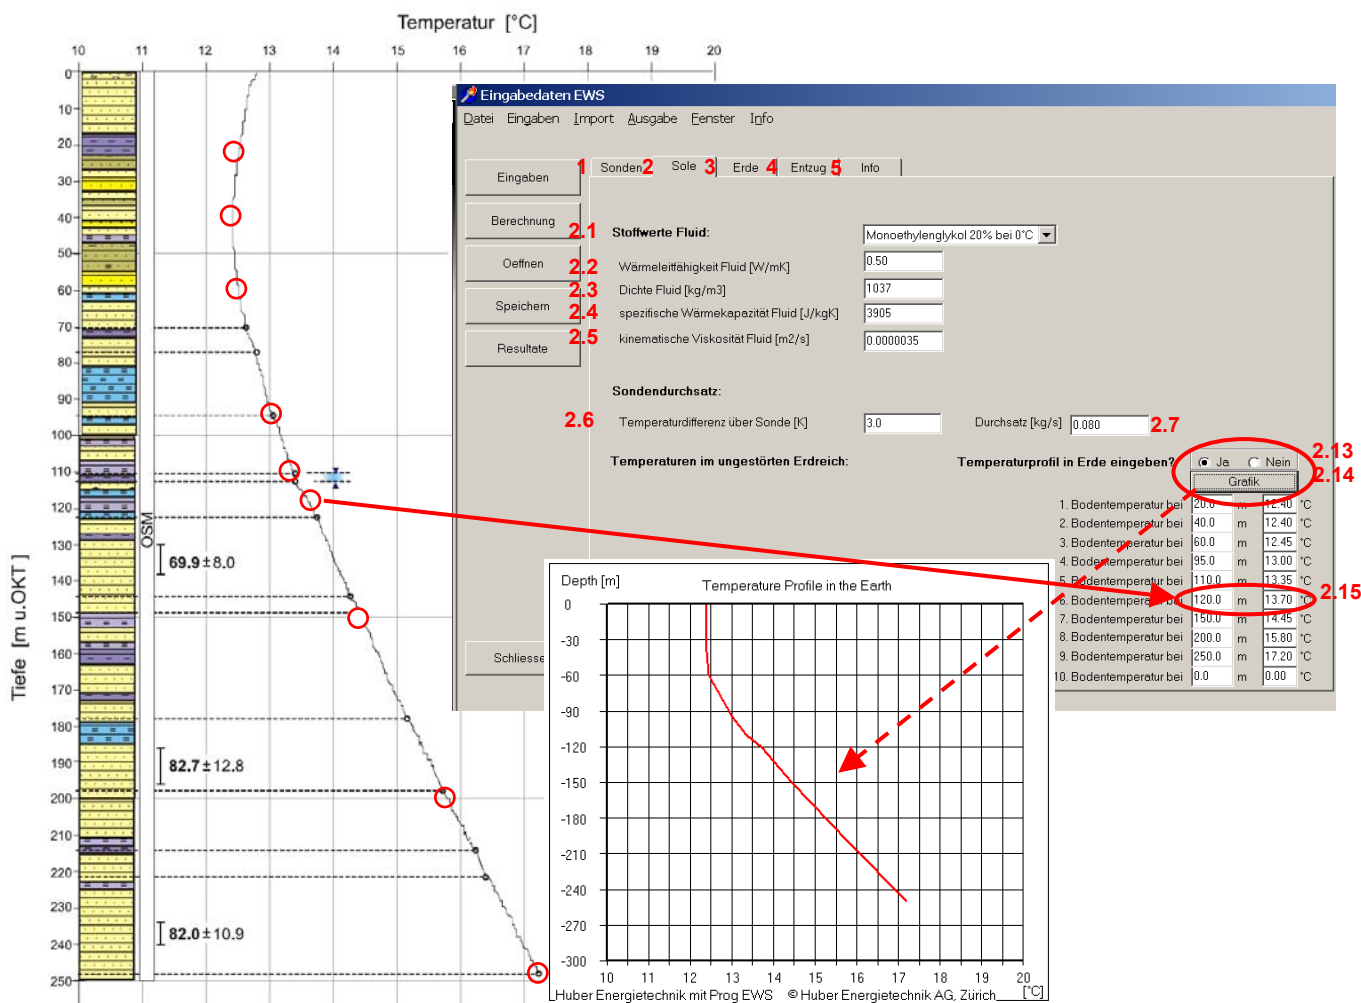 Temperatur [°C]
10 11 12 13 14 15 16 17 18 19 20
Tiefe [m u.OKT]
0
10
20
30
40
50
60
70
80
90
100
110
120
130
140
150
160
170
180
190
200
210
220
230
240
250
OSM
69.9±8.0
82.7±12.8
82.0±10.9
Eingabedaten EWS
Datei Eingaben Import Ausgabe Fenster Info
Eingaben
Berechnung
Oeffnen
Speichern
Resultate
Schliesse
1 Sonden 2 Sole 3 Erde 4 Entzug 5 Info
2.1 Stoffwerte Fluid: Monoethylenglykol 20% bei 0°C
2.2 Wärmeleitfähigkeit Fluid [W/mK] 0.50
2.3 Dichte Fluid [kg/m3] 1037
2.4 spezifische Wärmekapazität Fluid [J/kgK] 3905
2.5 kinematische Viskosität Fluid [m2/s] 0.0000035
Sondendurchsatz:
2.6 Temperaturdifferenz über Sonde [K] 3.0 Durchsatz [kg/s] 0.080 2.7
Temperaturen im ungestörten Erdreich: Temperaturprofil in Erde eingeben? Ja Nein 2.13
Grafik 2.14
1. Bodentemperatur bei 20.0 m 12.40 °C
2. Bodentemperatur bei 40.0 m 12.40 °C
3. Bodentemperatur bei 60.0 m 12.45 °C
4. Bodentemperatur bei 95.0 m 13.00 °C
5. Bodentemperatur bei 110.0 m 13.35 °C
6. Bodentemperatur bei 120.0 m 13.70 °C 2.15
7. Bodentemperatur bei 150.0 m 14.45 °C
8. Bodentemperatur bei 200.0 m 15.80 °C
9. Bodentemperatur bei 250.0 m 17.20 °C
10. Bodentemperatur bei 0.0 m 0.00 °C
Depth [m] Temperature Profile in the Earth
0
-30
-60
-90
-120
-150
-180
-210
-240
-270
-300
10 11 12 13 14 15 16 17 18 19 20
[°C]
Huber Energietechnik mit Prog EWS © Huber Energietechnik AG, Zürich